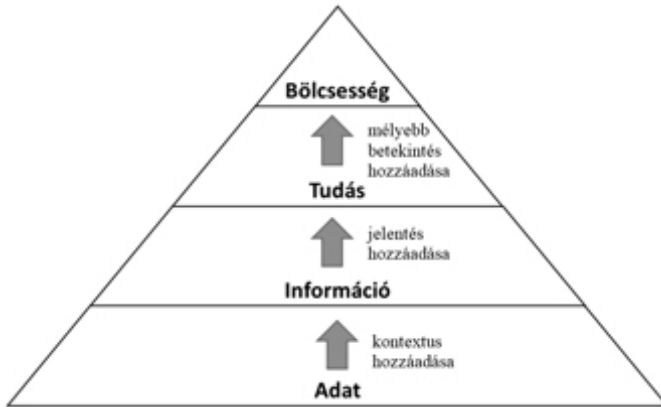 Bölcsesség
mélyebb
betekintés
hozzáadása
Tudás
jelentés
hozzáadása
Információ
kontextus
hozzáadása
Adat